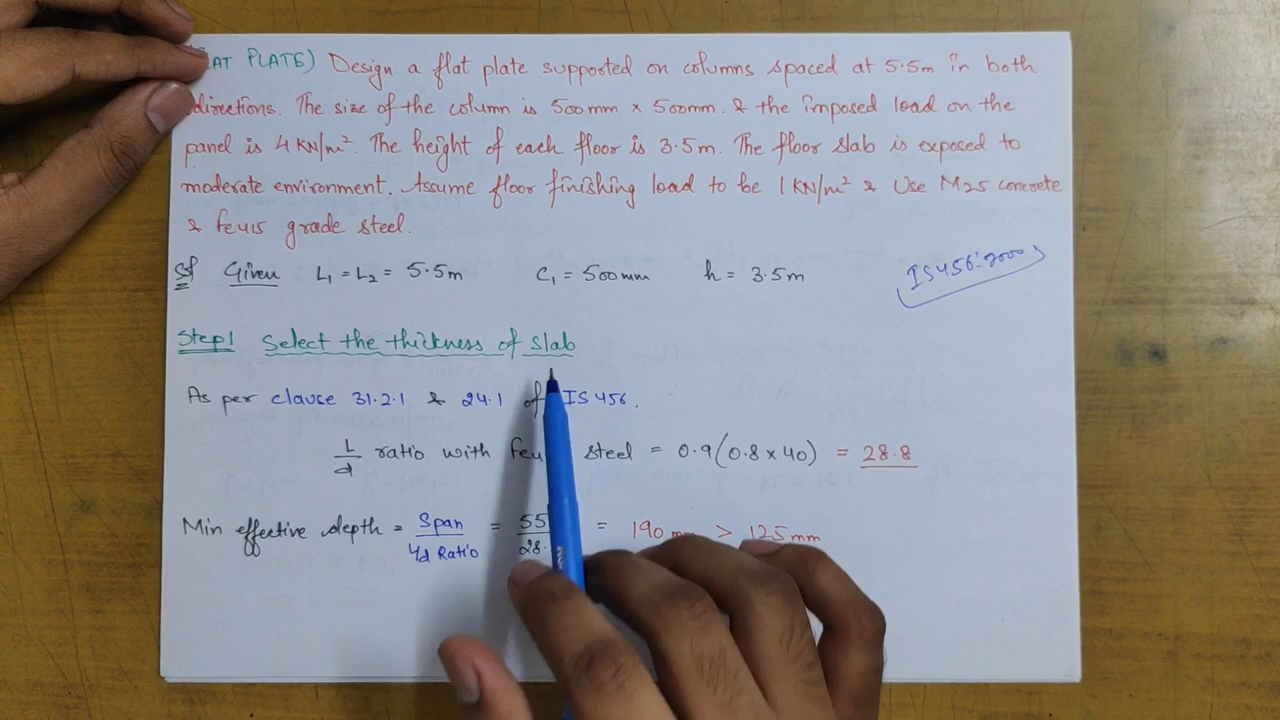 PLATE) Design a flat plate supported on columns spaced at 5.5m in both
directions. The size of the column is 500mm × 500mm. & the imposed load on the
panel is 4 KN/m². The height of each floor is 3.5m. The floor slab is exposed to
moderate environment. Assume floor finishing load to be 1 KN/m² & Use M25 concrete
& fe415 grade steel.
Sol Given L₁ = L₂ = 5.5m C₁ = 500mm h = 3.5m
IS456:2000
Step1 Select the thickness of slab
As per clause 31.2.1 & 24.1 of IS 456.
L/d ratio with steel = 0.9(0.8×40) = 28.8
Min effective depth = Span / L/d Ratio = = 190 mm > 125mm